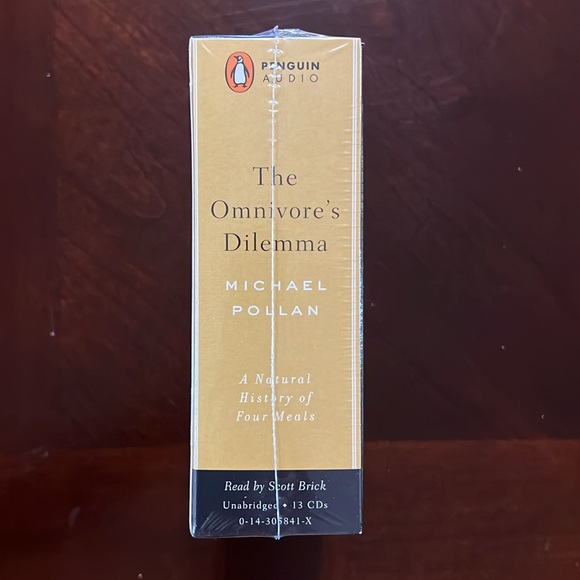 PENGUIN
AUDIO
The
Omnivore's
Dilemma
MICHAEL
POLLAN
A Natural
History of
Four Meals
Read by Scott Brick
Unabridged • 13 CDs
0-14-305841-X